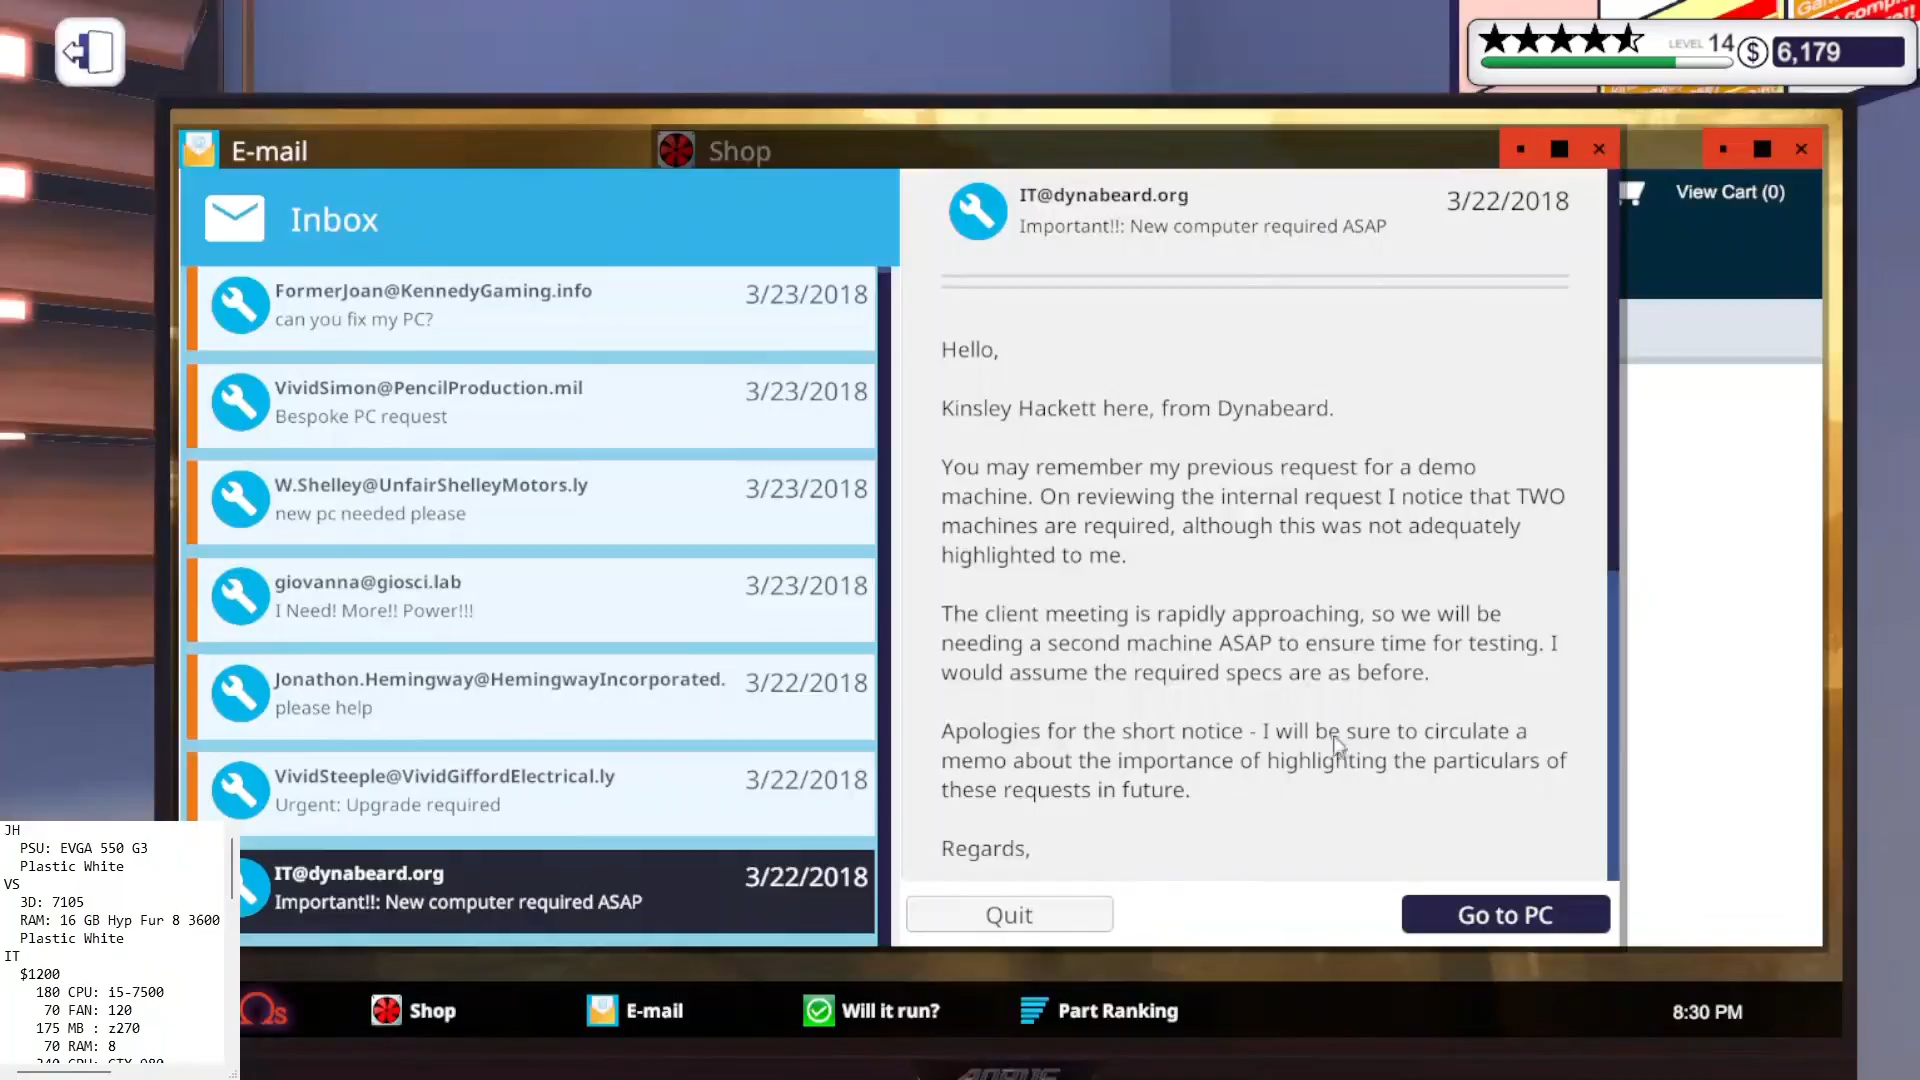 LEVEL 14
$ 6,179
E-mail
Shop
View Cart (0)
Inbox
FormerJoan@KennedyGaming.info
3/23/2018
can you fix my PC?
VividSimon@PencilProduction.mil
3/23/2018
Bespoke PC request
W.Shelley@UnfairShelleyMotors.ly
3/23/2018
new pc needed please
giovanna@giosci.lab
3/23/2018
I Need! More!! Power!!!
Jonathon.Hemingway@HemingwayIncorporated.
3/22/2018
please help
VividSteeple@VividGiffordElectrical.ly
3/22/2018
Urgent: Upgrade required
IT@dynabeard.org
3/22/2018
Important!!: New computer required ASAP
IT@dynabeard.org
3/22/2018
Important!!: New computer required ASAP
Hello,
Kinsley Hackett here, from Dynabeard.
You may remember my previous request for a demo
machine. On reviewing the internal request I notice that TWO
machines are required, although this was not adequately
highlighted to me.
The client meeting is rapidly approaching, so we will be
needing a second machine ASAP to ensure time for testing. I
would assume the required specs are as before.
Apologies for the short notice - I will be sure to circulate a
memo about the importance of highlighting the particulars of
these requests in future.
Regards,
Quit
Go to PC
JH
PSU: EVGA 550 G3
Plastic White
VS
3D: 7105
RAM: 16 GB Hyp Fur 8 3600
Plastic White
IT
$1200
180 CPU: i5-7500
70 FAN: 120
175 MB : z270
70 RAM: 8
Shop
E-mail
Will it run?
Part Ranking
8:30 PM